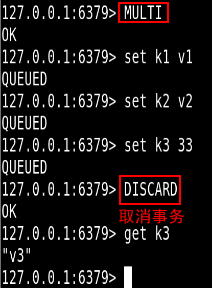 127.0.0.1:6379> MULTI
OK
127.0.0.1:6379> set k1 v1
QUEUED
127.0.0.1:6379> set k2 v2
QUEUED
127.0.0.1:6379> set k3 33
QUEUED
127.0.0.1:6379> DISCARD
OK 取消事务
127.0.0.1:6379> get k3
"v3"
127.0.0.1:6379>